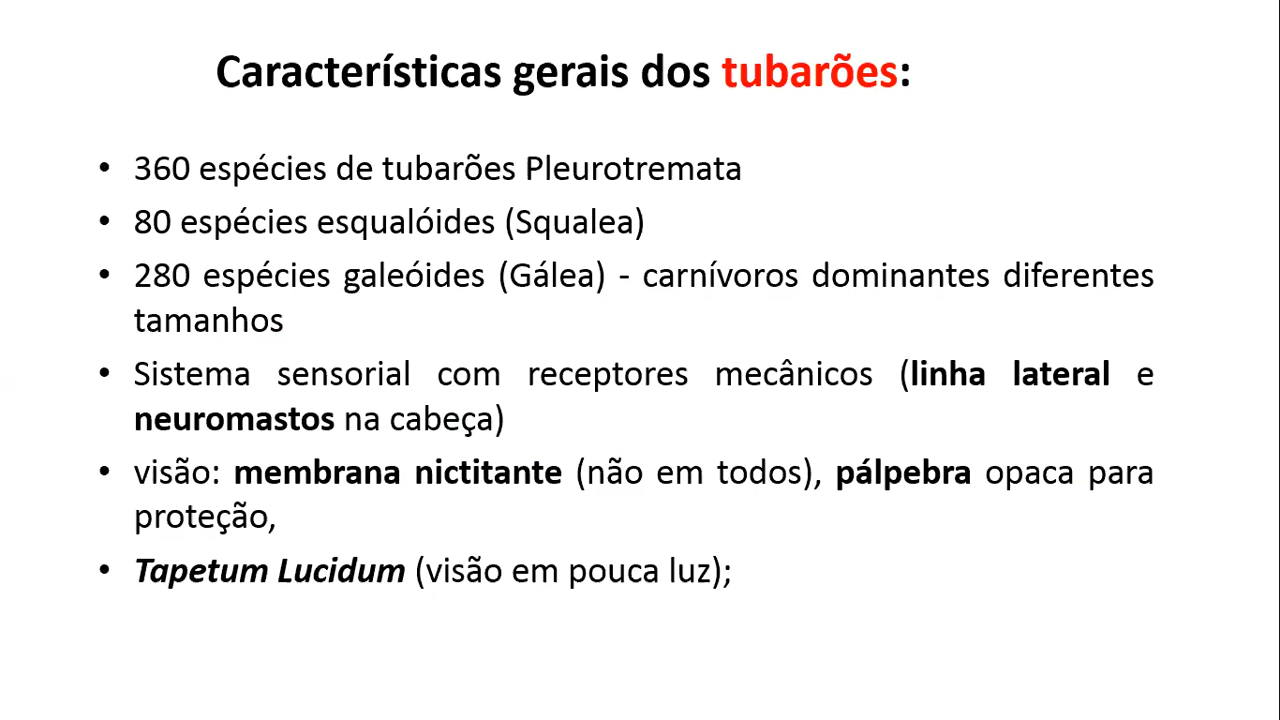 Características gerais dos tubarões:
• 360 espécies de tubarões Pleurotremata
• 80 espécies esqualóides (Squalea)
• 280 espécies galeóides (Gálea) - carnívoros dominantes diferentes
tamanhos
• Sistema sensorial com receptores mecânicos (linha lateral e
neuromastos na cabeça)
• visão: membrana nictitante (não em todos), pálpebra opaca para
proteção,
• Tapetum Lucidum (visão em pouca luz);